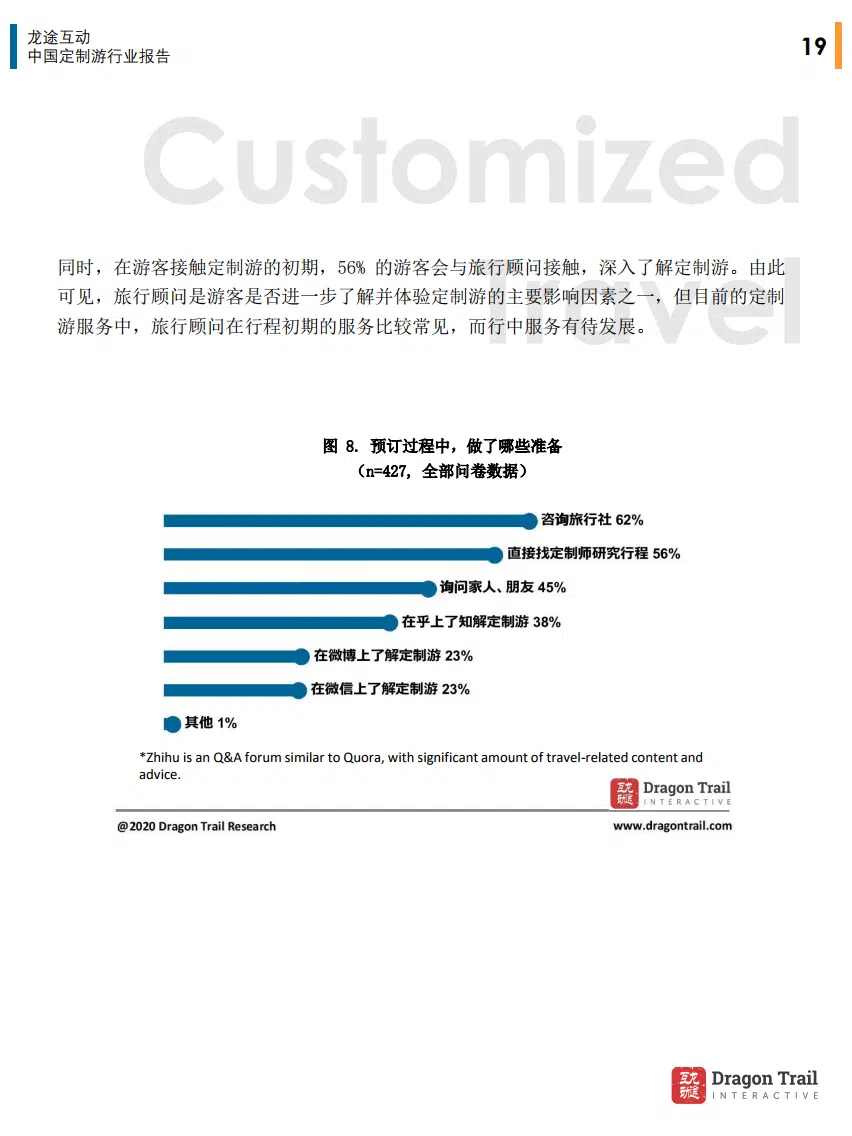 龙途互动
中国定制游行业报告
19
Customized
Travel
同时，在游客接触定制游的初期，56% 的游客会与旅行顾问接触，深入了解定制游。由此
可见，旅行顾问是游客是否进一步了解并体验定制游的主要影响因素之一，但目前的定制
游服务中，旅行顾问在行程初期的服务比较常见，而行中服务有待发展。
图 8. 预订过程中，做了哪些准备
（n=427, 全部问卷数据）
咨询旅行社 62%
直接找定制师研究行程 56%
询问家人、朋友 45%
在乎上了知解定制游 38%
在微博上了解定制游 23%
在微信上了解定制游 23%
其他 1%
*Zhihu is an Q&A forum similar to Quora, with significant amount of travel-related content and
advice.
龙途互动
Dragon Trail
INTERACTIVE
@2020 Dragon Trail Research
www.dragontrail.com
龙途互动
Dragon Trail
INTERACTIVE